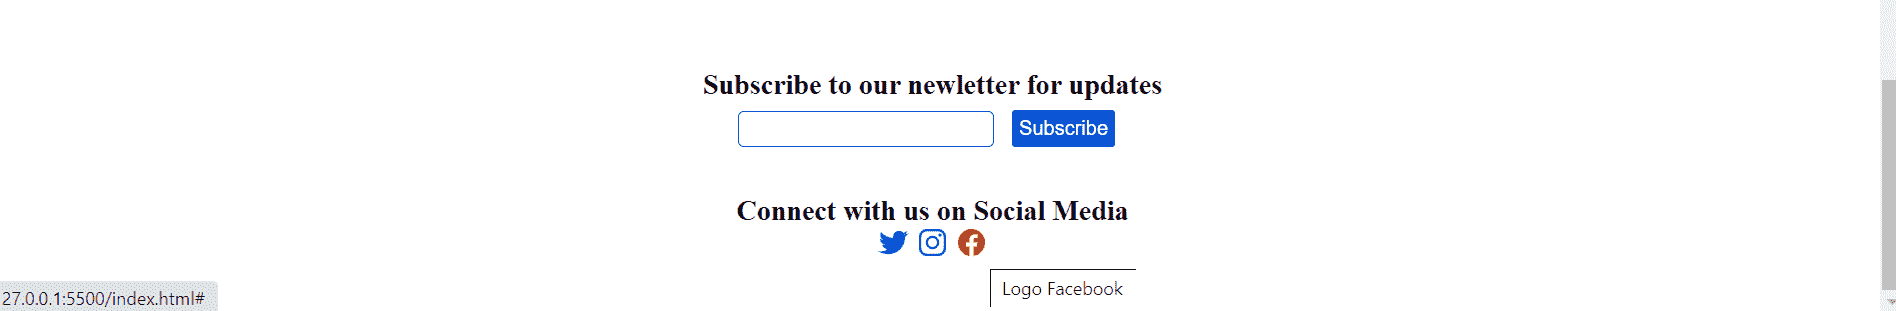 Subscribe to our newletter for updates
Subscribe
Connect with us on Social Media
Logo Facebook
27.0.0.1:5500/index.html#